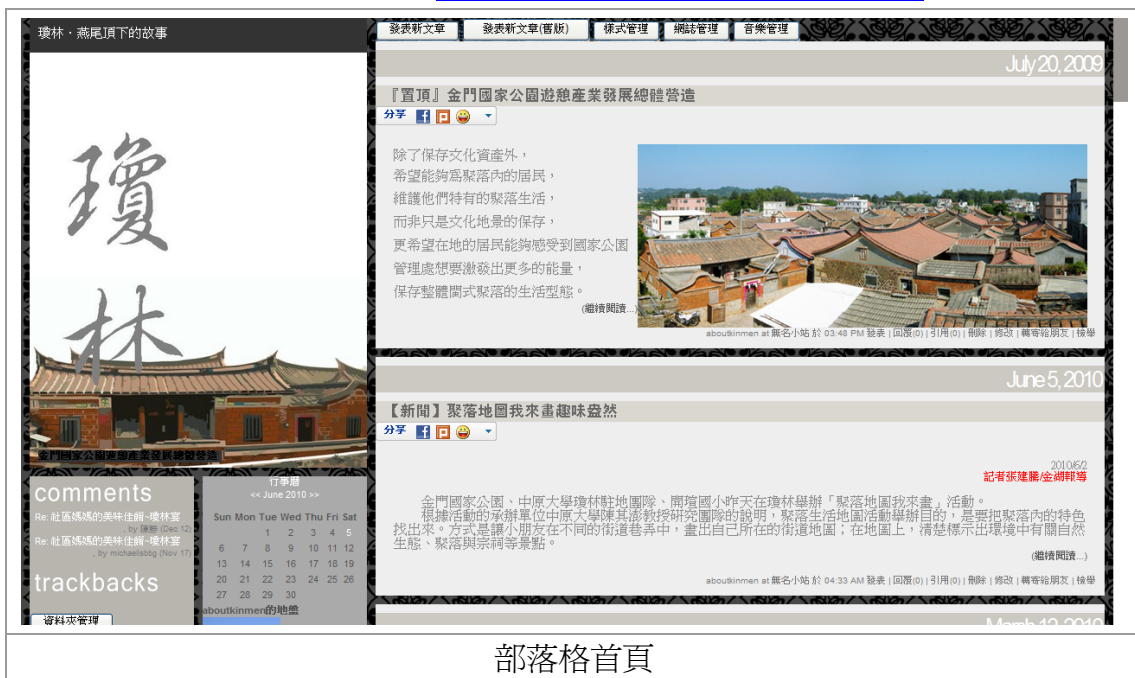 瓊林‧燕尾頂下的故事
瓊
林
金門國家公園遊憩產業發展總體營造
comments
Re: 社區媽媽的美味佳餚~瓊林宴
, by 陳態 (Dec 12)
Re: 社區媽媽的美味佳餚~瓊林宴
, by michaelisbbg (Nov 17)
trackbacks
資料夾管理
行事曆
<< June 2010 >>
Sun Mon Tue Wed Thu Fri Sat
1 2 3 4 5
6 7 8 9 10 11 12
13 14 15 16 17 18 19
20 21 22 23 24 25 26
27 28 29 30
aboutkinmen的地盤
發表新文章 發表新文章(舊版) 樣式管理 網誌管理 音樂管理
July 20, 2009
『置頂』金門國家公園遊憩產業發展總體營造
分享
除了保存文化資產外，
希望能夠為聚落內的居民，
維護他們特有的聚落生活，
而非只是文化地景的保存，
更希望在地的居民能夠感受到國家公園
管理處想要激發出更多的能量，
保存整體閩式聚落的生活型態。
(繼續閱讀...)
aboutkinmen at 無名小站 於 03:48 PM 發表 | 回覆(0) | 引用(0) | 刪除 | 修改 | 轉寄給朋友 | 檢舉
June 5, 2010
【新聞】聚落地圖我來畫趣味盎然
分享
2010/6/2
記者張建騰/金湖報導
金門國家公園、中原大學瓊林駐地團隊、開瑄國小昨天在瓊林舉辦「聚落地圖我來畫」活動。
根據活動的承辦單位中原大學陳其澎教授研究團隊的說明，聚落生活地圖活動舉辦目的，是要把聚落內的特色
找出來。方式是讓小朋友在不同的街道巷弄中，畫出自己所在的街道地圖；在地圖上，清楚標示出環境中有關自然
生態、聚落與宗祠等景點。
(繼續閱讀...)
aboutkinmen at 無名小站 於 04:33 AM 發表 | 回覆(0) | 引用(0) | 刪除 | 修改 | 轉寄給朋友 | 檢舉
March 12, 2010
部落格首頁